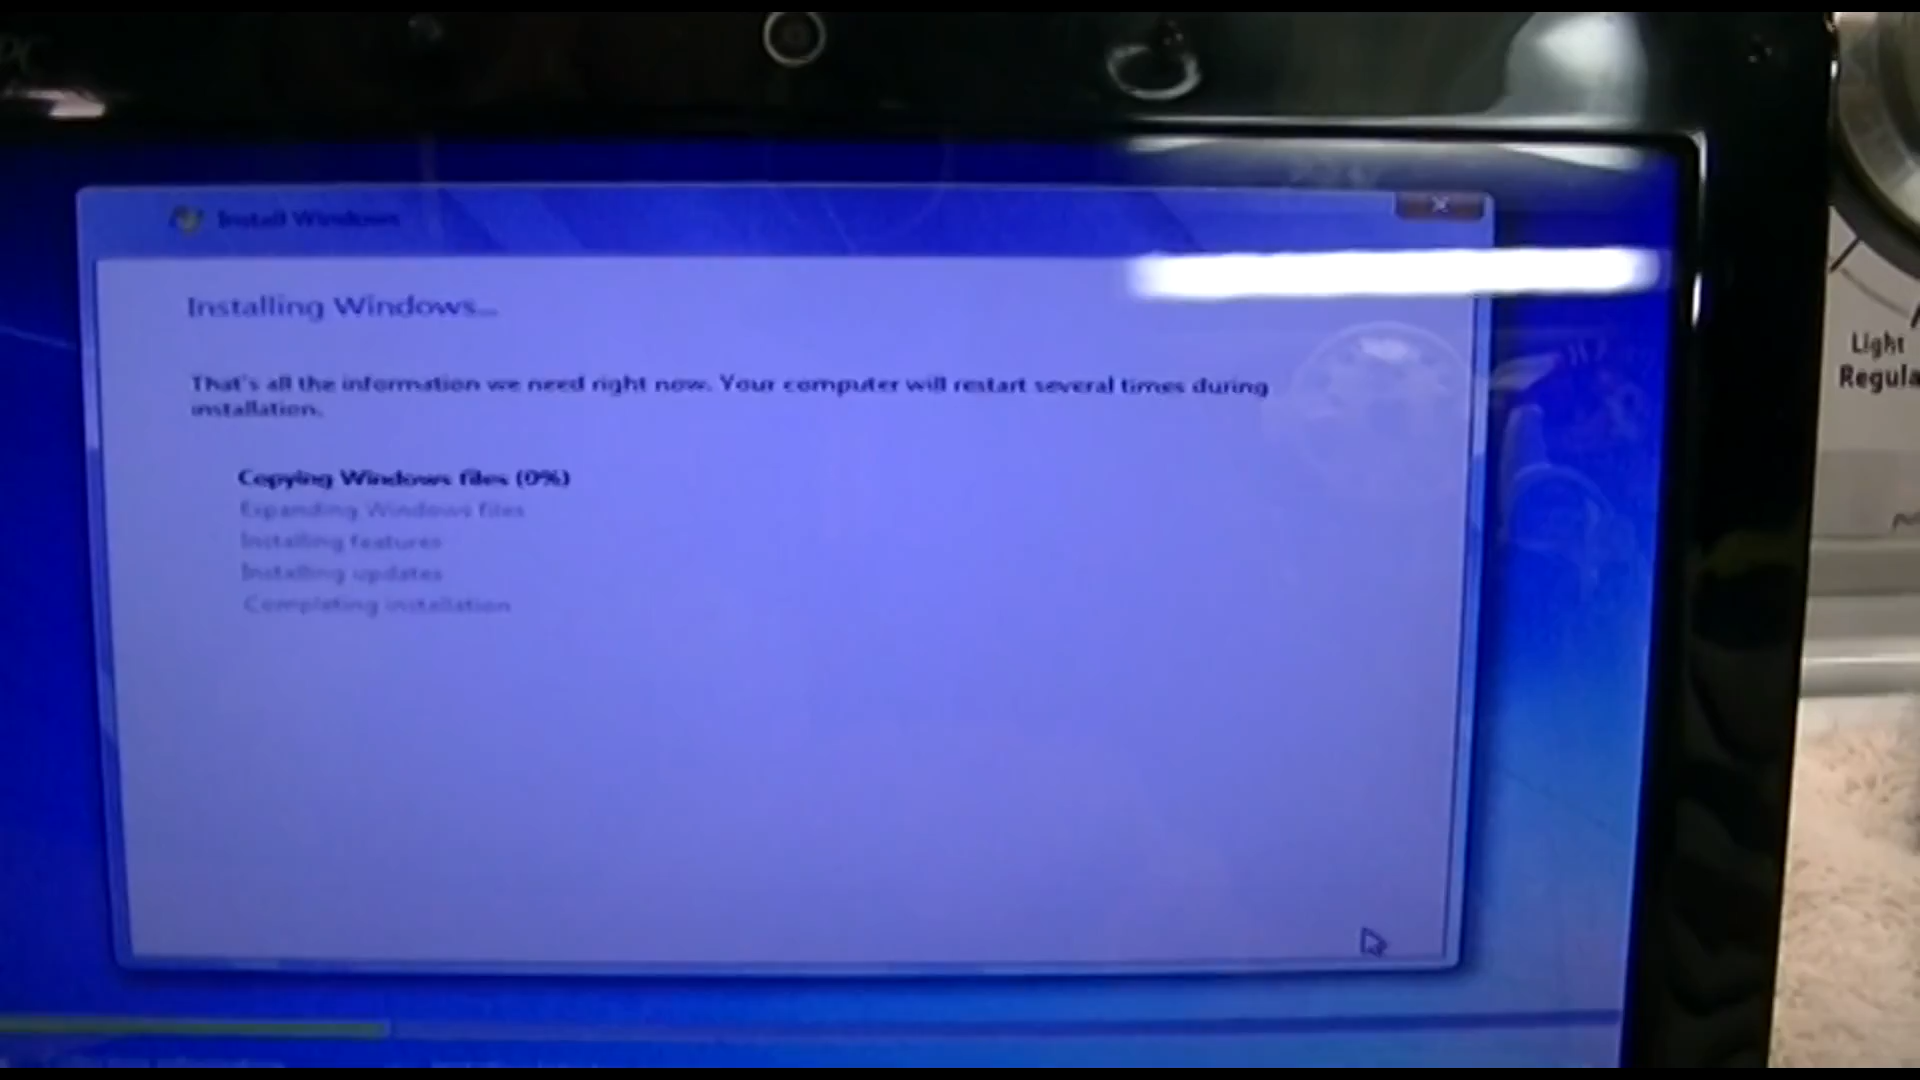 Install Windows
Installing Windows...
That's all the information we need right now. Your computer will restart several times during
installation.
Copying Windows files (0%)
Expanding Windows files
Installing features
Installing updates
Completing installation
Light
Regula